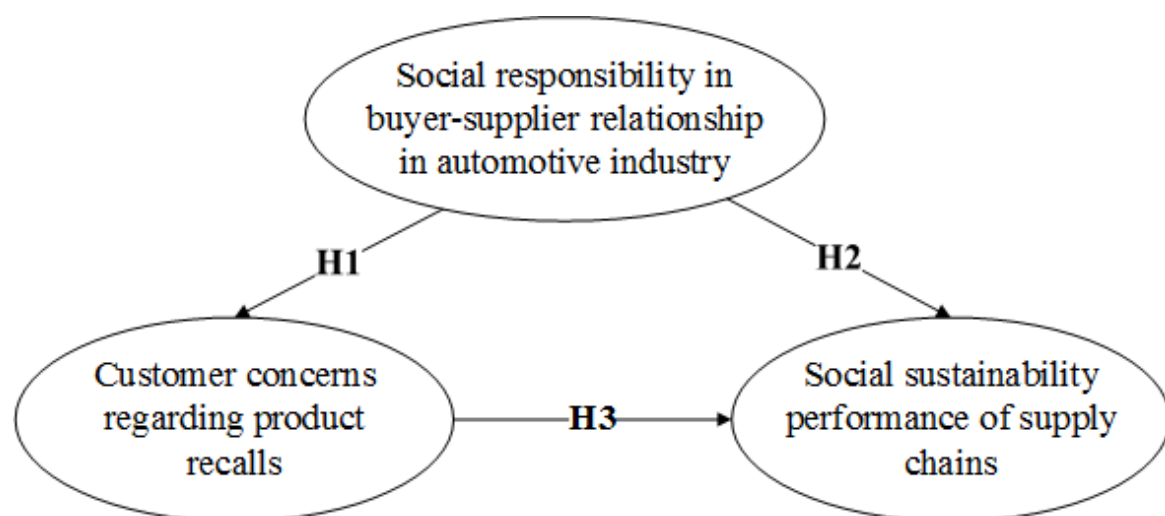 Social responsibility in
buyer-supplier relationship
in automotive industry
H1
H2
Customer concerns
regarding product
recalls
H3
Social sustainability
performance of supply
chains